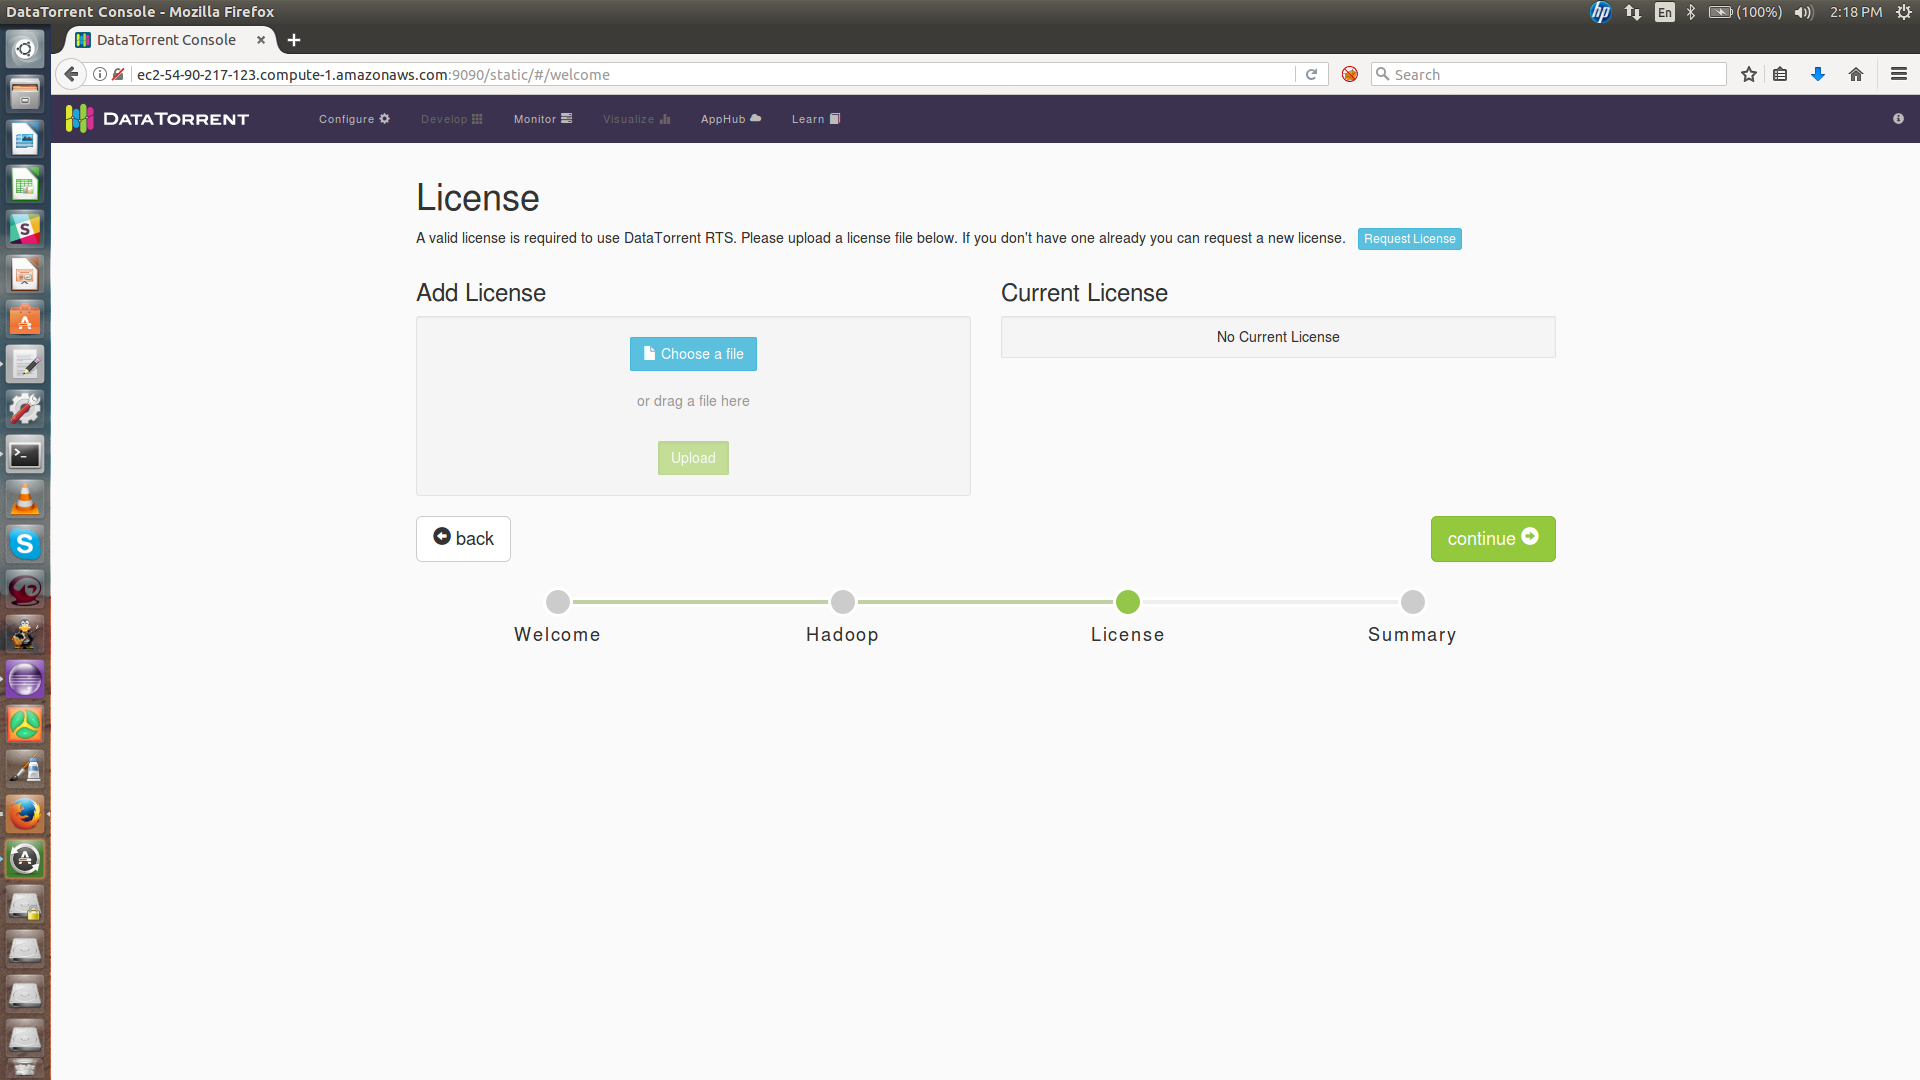 DataTorrent Console - Mozilla Firefox
hp En (100%) 2:18 PM
DataTorrent Console
ec2-54-90-217-123.compute-1.amazonaws.com:9090/static/#/welcome
Search
DATATORRENT
Configure Develop Monitor Visualize AppHub Learn
License
A valid license is required to use DataTorrent RTS. Please upload a license file below. If you don't have one already you can request a new license. Request License
Add License
Current License
Choose a file
No Current License
or drag a file here
Upload
back
continue
Welcome
Hadoop
License
Summary